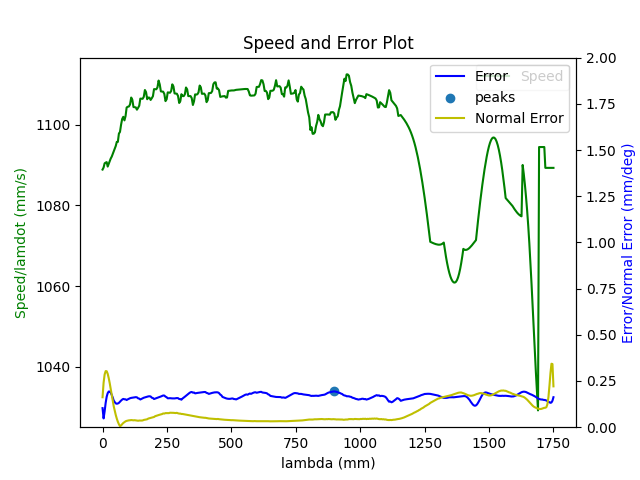 Speed and Error Plot
Error
Speed
peaks
Normal Error
1100
1080
1060
1040
Speed/lamdot (mm/s)
2.00
1.75
1.50
1.25
1.00
0.75
0.50
0.25
0.00
Error/Normal Error (mm/deg)
0 250 500 750 1000 1250 1500 1750
lambda (mm)